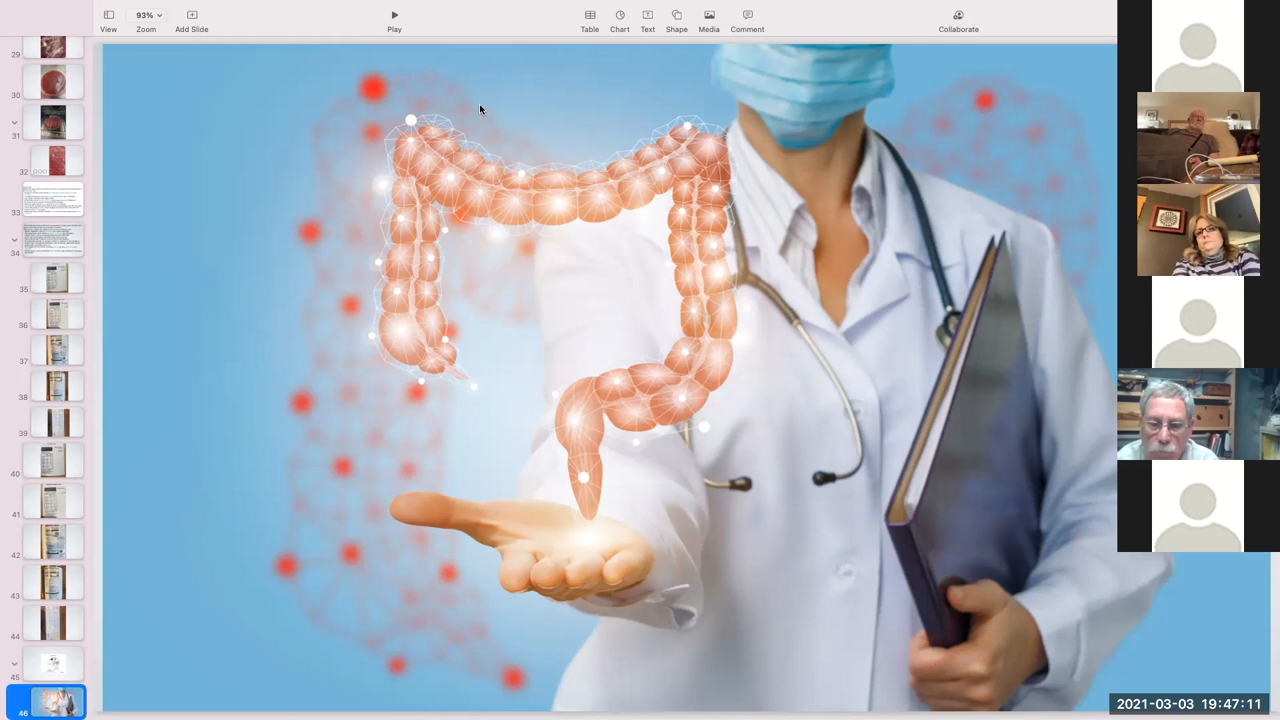 93%
View
Zoom
Add Slide
Play
Table
Chart
Text
Shape
Media
Comment
Collaborate
29
30
31
32
34
35
36
37
38
39
40
41
42
43
44
45
46
2021-03-03 19:47:11